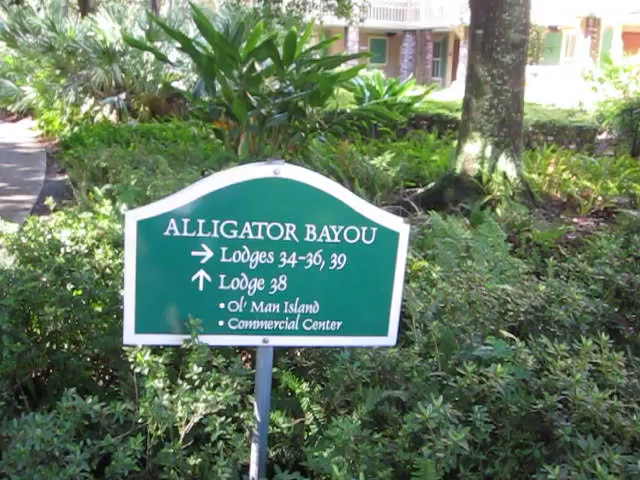 ALLIGATOR BAYOU
→ Lodges 34-36, 39
↑ Lodge 38
• Ol' Man Island
• Commercial Center